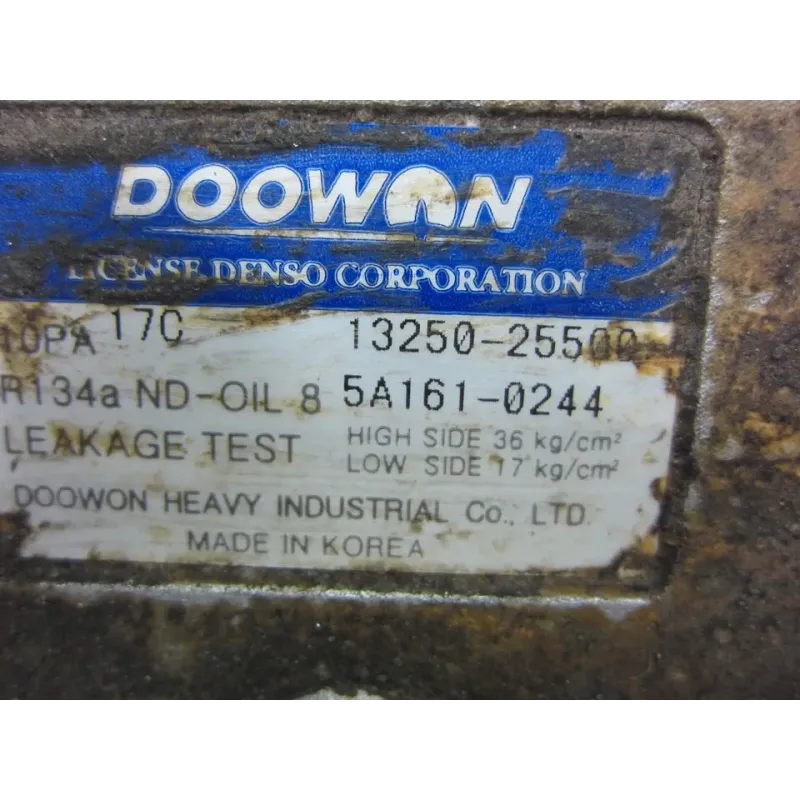 DOOWON
LICENSE DENSO CORPORATION
10PA 17C 13250-25500
R134a ND-OIL 8 5A161-0244
LEAKAGE TEST HIGH SIDE 36 kg/cm²
LOW SIDE 17 kg/cm²
DOOWON HEAVY INDUSTRIAL Co., LTD.
MADE IN KOREA